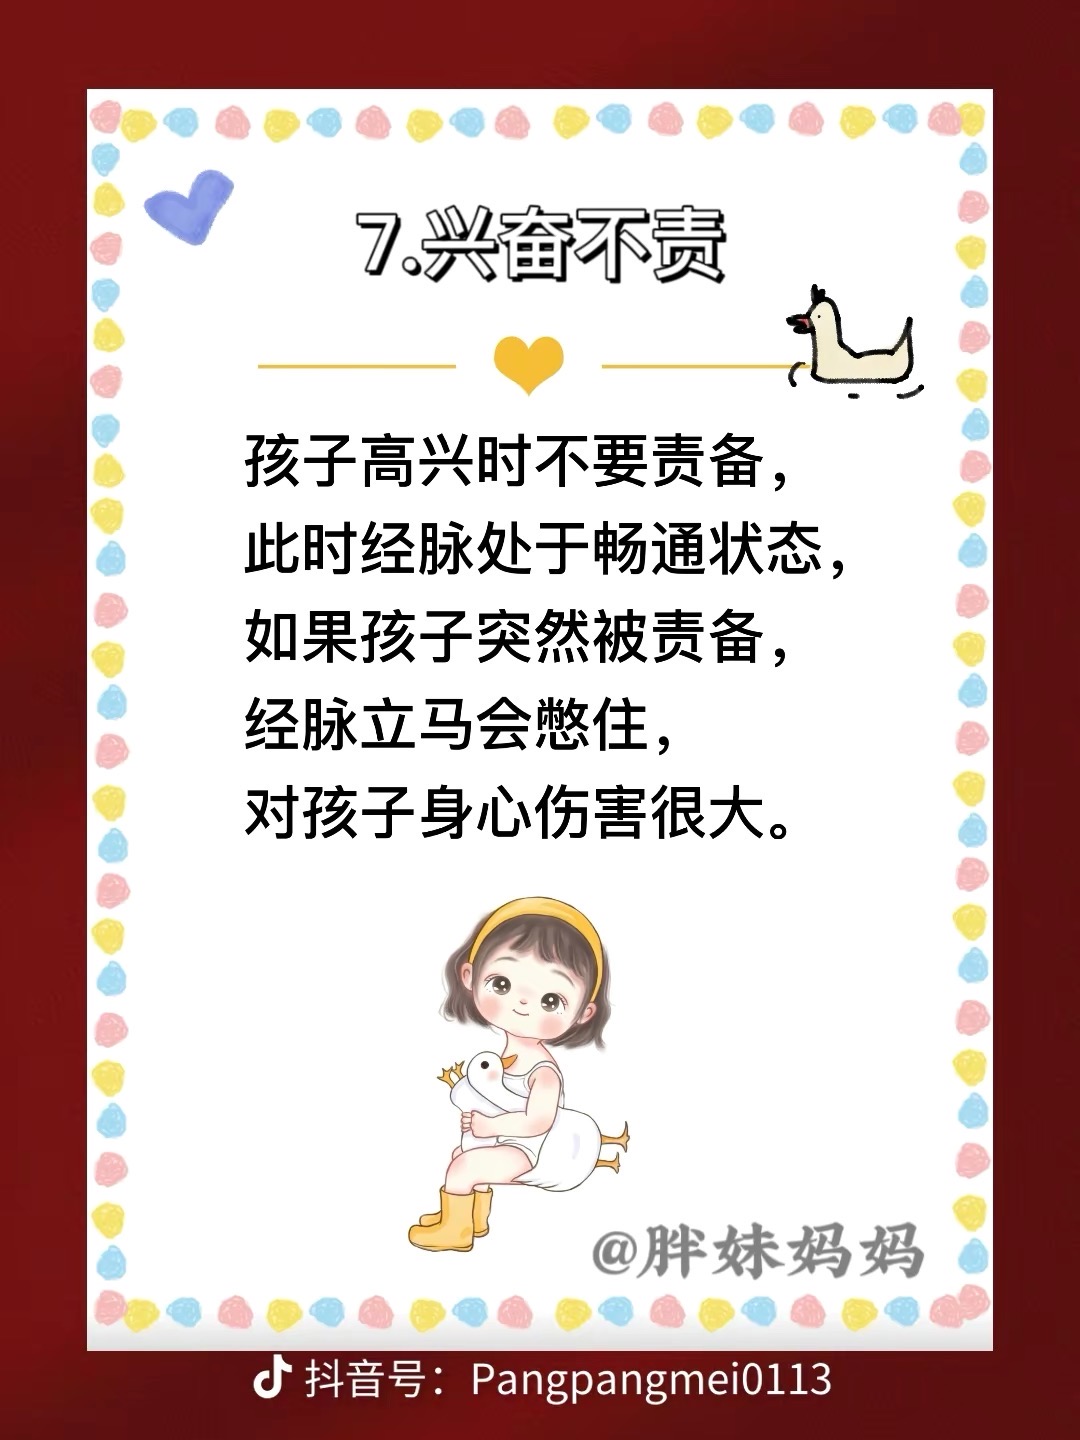 7.兴奋不责
孩子高兴时不要责备，
此时经脉处于畅通状态，
如果孩子突然被责备，
经脉立马会憋住，
对孩子身心伤害很大。
@胖妹妈妈
抖音号：Pangpangmei0113